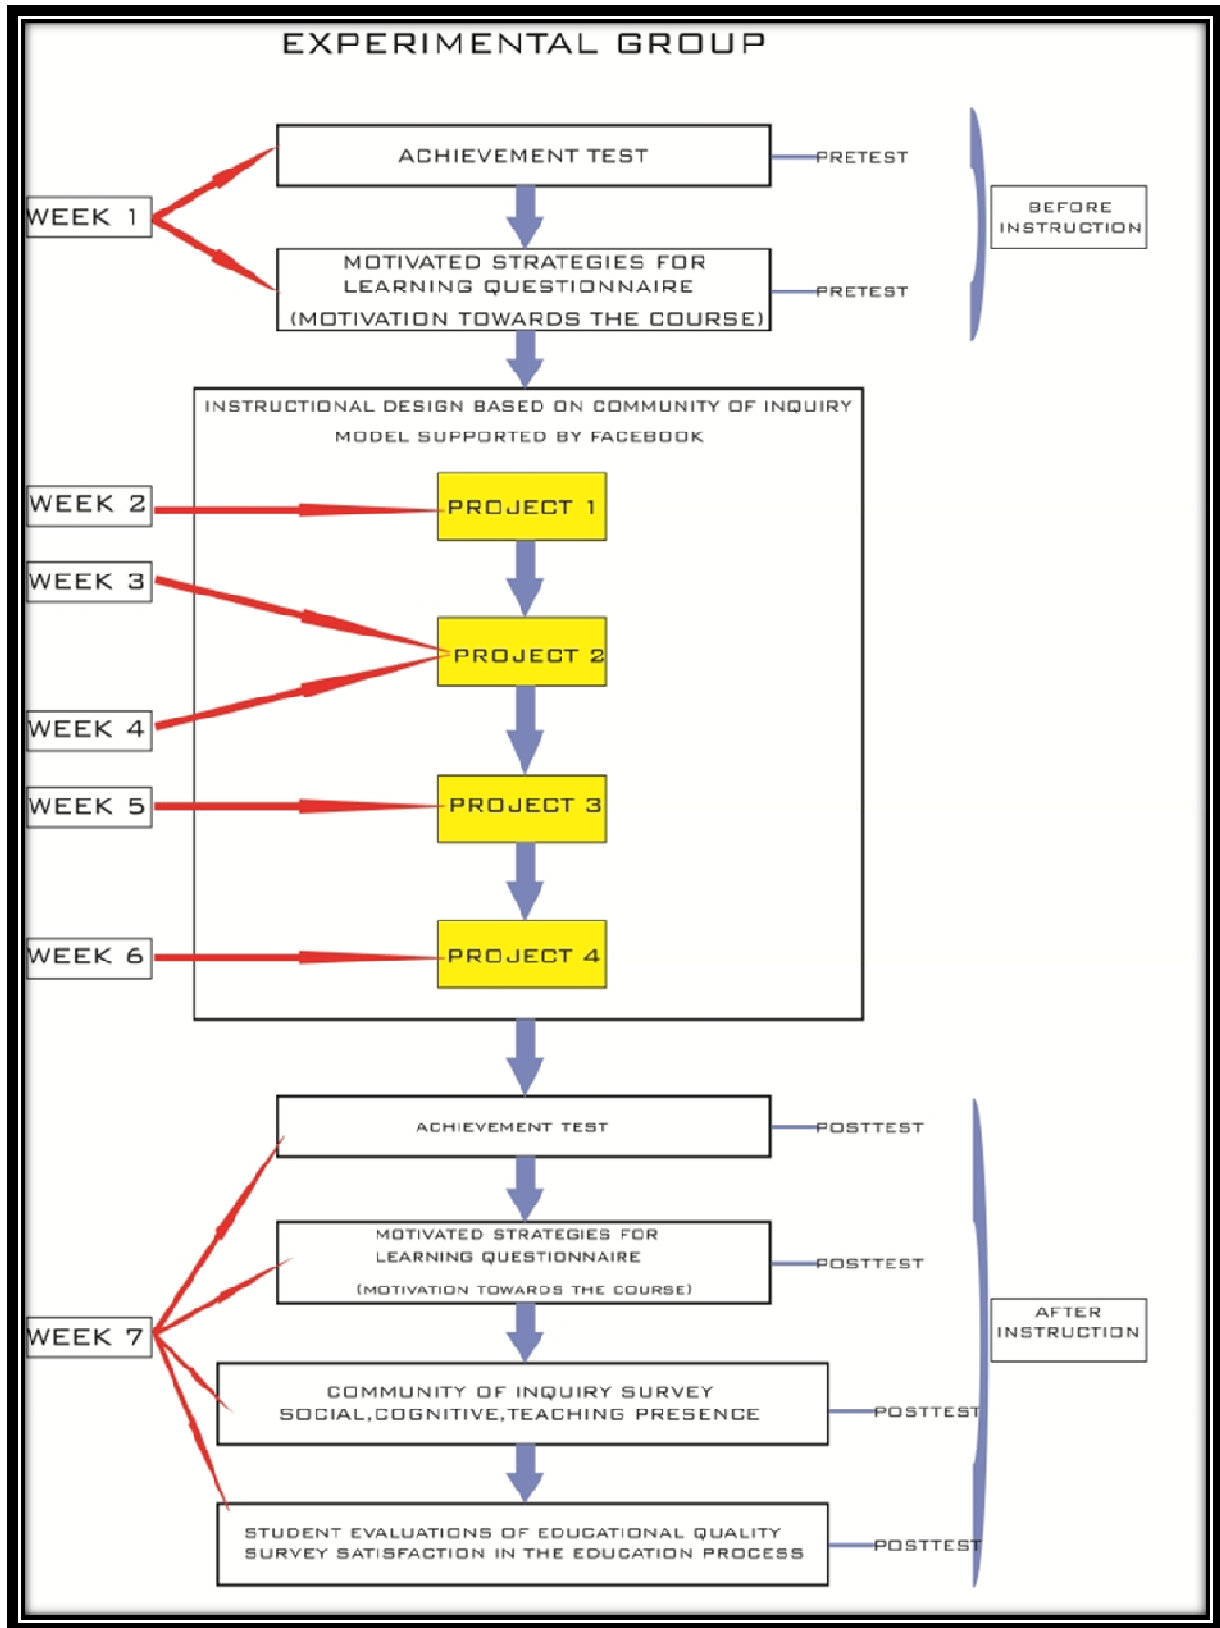 EXPERIMENTAL GROUP
ACHIEVEMENT TEST
PRETEST
WEEK 1
BEFORE
INSTRUCTION
MOTIVATED STRATEGIES FOR
LEARNING QUESTIONNAIRE
(MOTIVATION TOWARDS THE COURSE)
PRETEST
INSTRUCTIONAL DESIGN BASED ON COMMUNITY OF INQUIRY
MODEL SUPPORTED BY FACEBOOK
WEEK 2
PROJECT 1
WEEK 3
PROJECT 2
WEEK 4
WEEK 5
PROJECT 3
WEEK 6
PROJECT 4
ACHIEVEMENT TEST
POSTTEST
MOTIVATED STRATEGIES FOR
LEARNING QUESTIONNAIRE
(MOTIVATION TOWARDS THE COURSE)
POSTTEST
WEEK 7
AFTER
INSTRUCTION
COMMUNITY OF INQUIRY SURVEY
SOCIAL,COGNITIVE,TEACHING PRESENCE
POSTTEST
STUDENT EVALUATIONS OF EDUCATIONAL QUALITY
SURVEY SATISFACTION IN THE EDUCATION PROCESS
POSTTEST